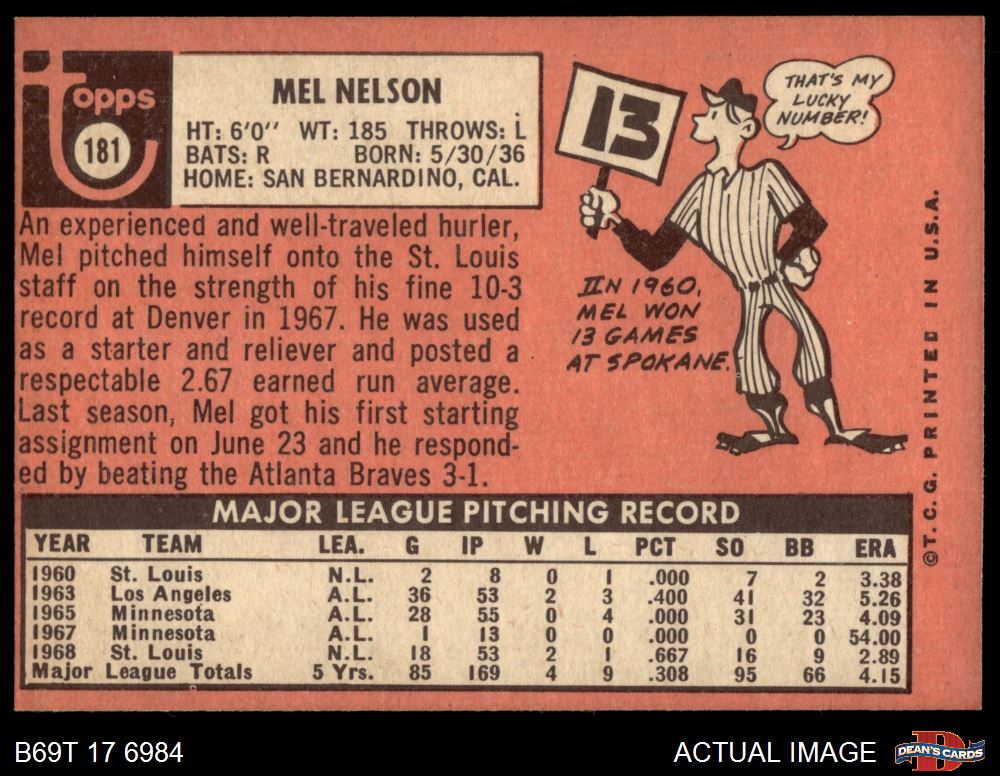 Topps
181
MEL NELSON
HT: 6'0" WT: 185 THROWS: L
BATS: R BORN: 5/30/36
HOME: SAN BERNARDINO, CAL.
An experienced and well-traveled hurler,
Mel pitched himself onto the St. Louis
staff on the strength of his fine 10-3
record at Denver in 1967. He was used
as a starter and reliever and posted a
respectable 2.67 earned run average.
Last season, Mel got his first starting
assignment on June 23 and he respond-
ed by beating the Atlanta Braves 3-1.
13
THAT'S MY
LUCKY
NUMBER!
IN 1960,
MEL WON
13 GAMES
AT SPOKANE.
©T. C. G. PRINTED IN U.S.A.
MAJOR LEAGUE PITCHING RECORD
YEAR TEAM LEA. G IP W L PCT SO BB ERA
1960 St. Louis N.L. 2 8 0 1 .000 7 2 3.38
1963 Los Angeles A.L. 36 53 2 3 .400 41 32 5.26
1965 Minnesota A.L. 28 55 0 4 .000 31 23 4.09
1967 Minnesota A.L. 1 13 0 0 .000 0 0 54.00
1968 St. Louis N.L. 18 53 2 1 .667 16 9 2.89
Major League Totals 5 Yrs. 85 169 4 9 .308 95 66 4.15
B69T 17 6984
ACTUAL IMAGE
DEAN'S CARDS